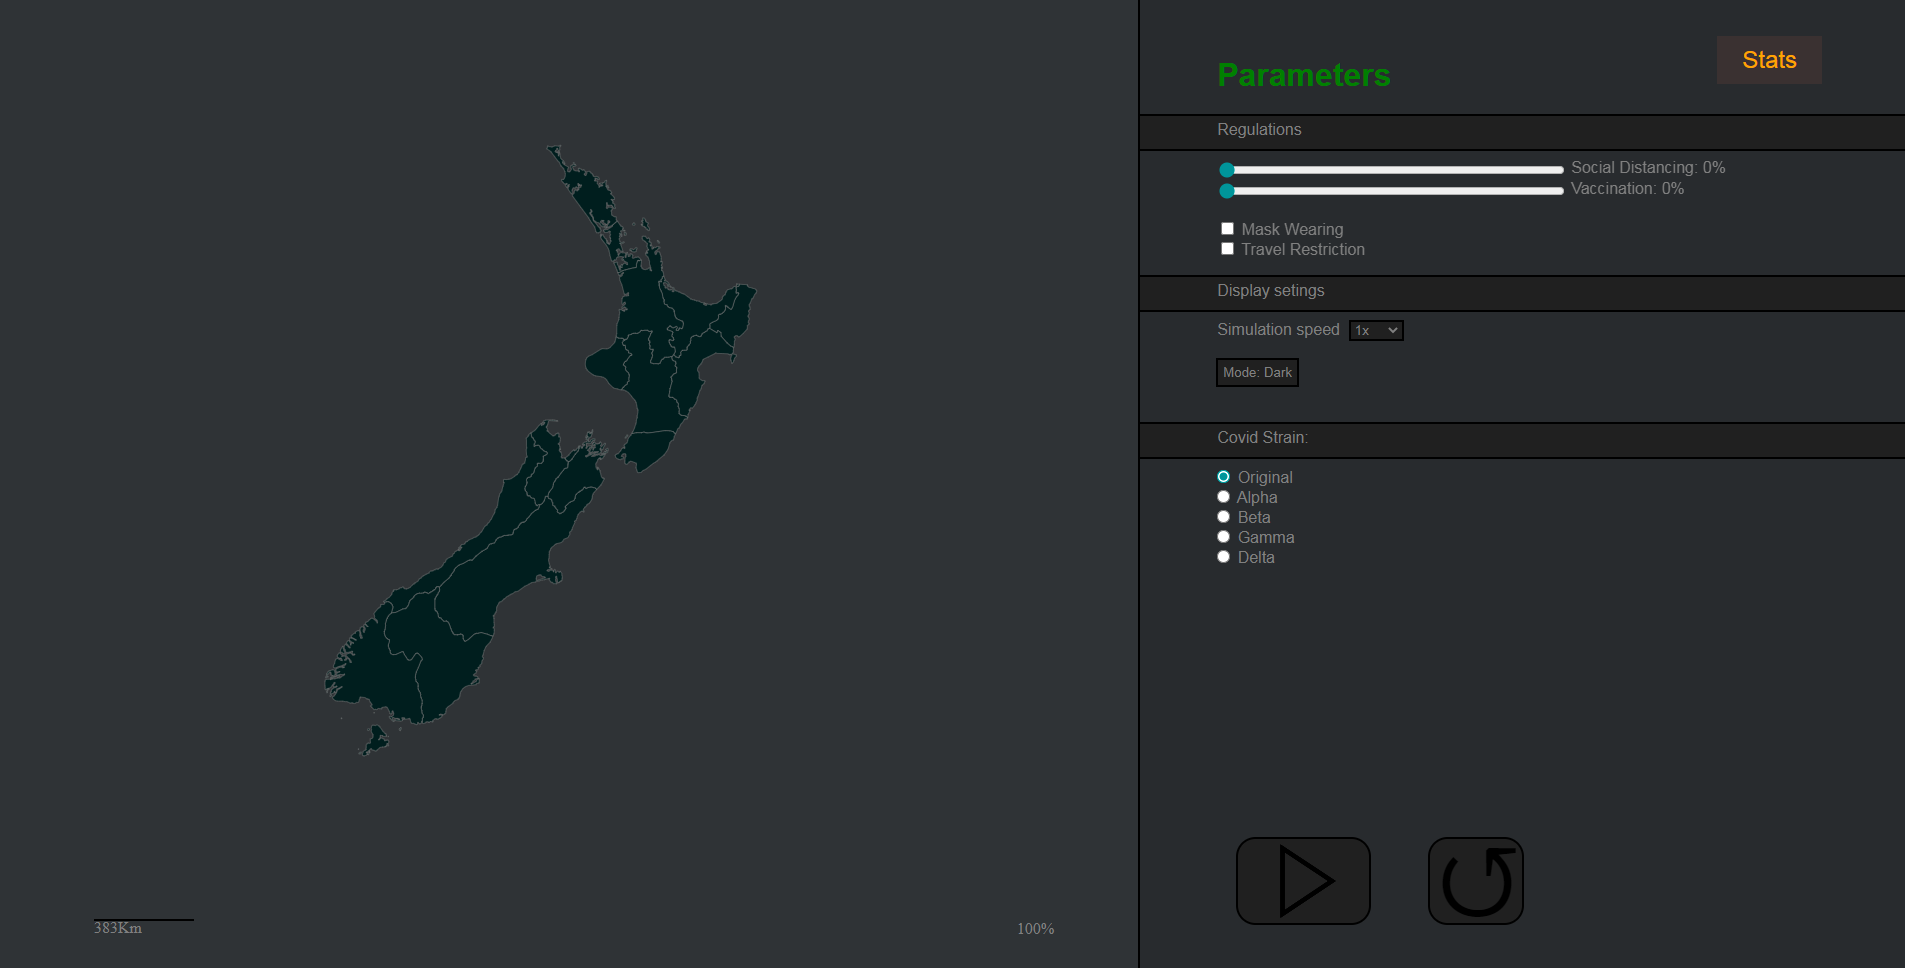 Stats
Parameters
Regulations
Social Distancing: 0%
Vaccination: 0%
Mask Wearing
Travel Restriction
Display setings
Simulation speed 1x
Mode: Dark
Covid Strain:
Original
Alpha
Beta
Gamma
Delta
383Km
100%